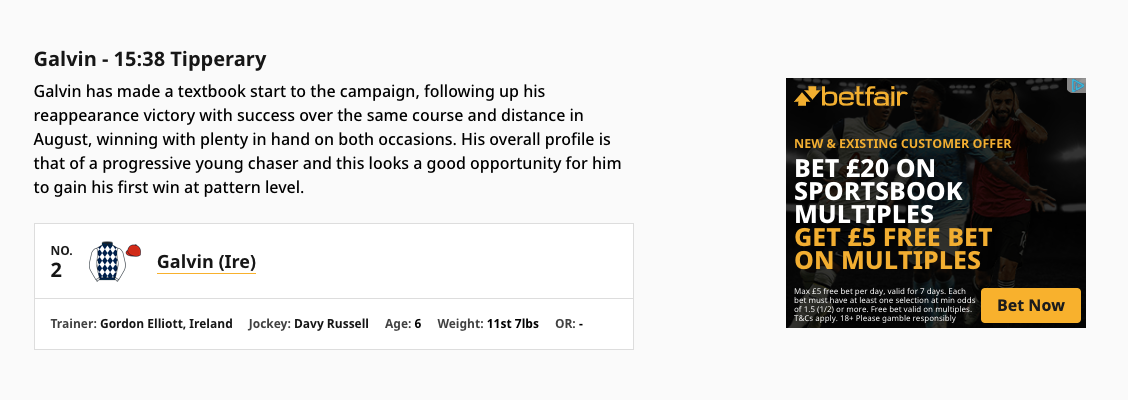 Galvin - 15:38 Tipperary
Galvin has made a textbook start to the campaign, following up his
reappearance victory with success over the same course and distance in
August, winning with plenty in hand on both occasions. His overall profile is
that of a progressive young chaser and this looks a good opportunity for him
to gain his first win at pattern level.
NO.
2
Galvin (Ire)
Trainer: Gordon Elliott, Ireland Jockey: Davy Russell Age: 6 Weight: 11st 7lbs OR: -
betfair
NEW & EXISTING CUSTOMER OFFER
BET £20 ON
SPORTSBOOK
MULTIPLES
GET £5 FREE BET
ON MULTIPLES
Max £5 free bet per day, valid for 7 days. Each
bet must have at least one selection at min odds
of 1.5 (1/2) or more. Free bet valid on multiples.
T&Cs apply. 18+ Please gamble responsibly
Bet Now